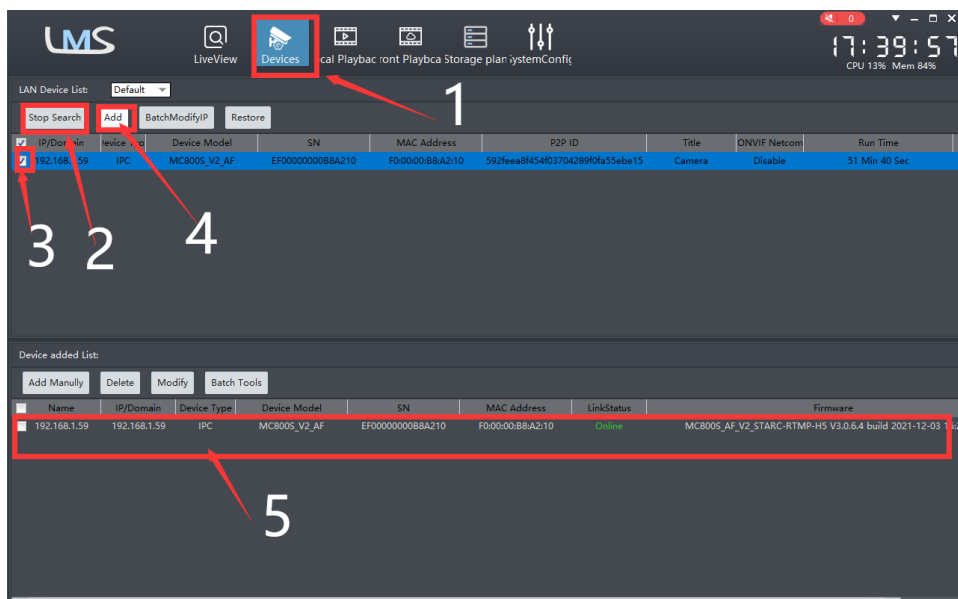 LMS
LiveView
Devices
cal Playbac
ront Playbca
Storage plan
SystemConfig
0
17:39:57
CPU 13% Mem 84%
1
LAN Device List: Default
Stop Search Add BatchModifyIP Restore
IP/Domain evice Typ Device Model SN MAC Address P2P ID Title ONVIF Netcom Run Time
192.168.1.59 IPC MC800S_V2_AF EF00000000B8A210 F0:00:00:B8:A2:10 592feea8f454f03704289f0fa55ebe15 Camera Disable 51 Min 40 Sec
3 2 4
Device added List:
Add Manully Delete Modify Batch Tools
Name IP/Domain Device Type Device Model SN MAC Address LinkStatus Firmware
192.168.1.59 192.168.1.59 IPC MC800S_V2_AF EF00000000B8A210 F0:00:00:B8:A2:10 Online MC800S_AF_V2_STARC-RTMP-H5 V3.0.6.4 build 2021-12-03
5